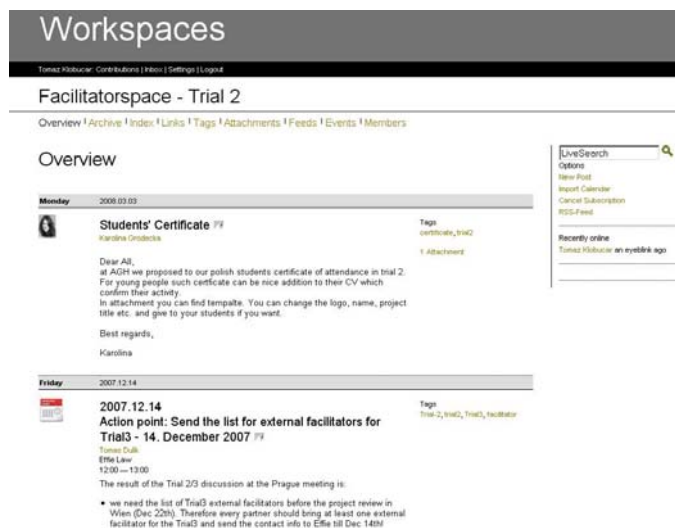 Workspaces
Tomaz Klobucar: Contributions | Inbox | Settings | Logout
Facilitatorspace - Trial 2
Overview | Archive | Index | Links | Tags | Attachments | Feeds | Events | Members
Overview
LiveSearch
Options
New Post
Import Calendar
Cancel Subscription
RSS-Feed
Recently online
Tomaz Klobucar an eyeblink ago
Monday 2008.03.03
Students' Certificate
Karolina Grodecka
Tags
certificate, trial2
1 Attachment
Dear All,
at AGH we proposed to our polish students certificate of attendance in trial 2.
For young people such certficate can be nice addition to their CV which
confirm their activity.
In attachment you can find tempalte. You can change the logo, name, project
title etc. and give to your students if you want.
Best regards,
Karolina
Friday 2007.12.14
2007.12.14
Action point: Send the list for external facilitators for
Trial3 - 14. December 2007
Tomas Dulik
Effie Law
12:00 — 13:00
Tags
Trial-2, trial2, Trial3, facilitator
The result of the Trial 2/3 discussion at the Prague meeting is:
• we need the list of Trial3 external facilitators before the project review in
Wien (Dec 22th). Therefore every partner should bring at least one external
facilitator for the Trial3 and send the contact info to Effie till Dec 14th!